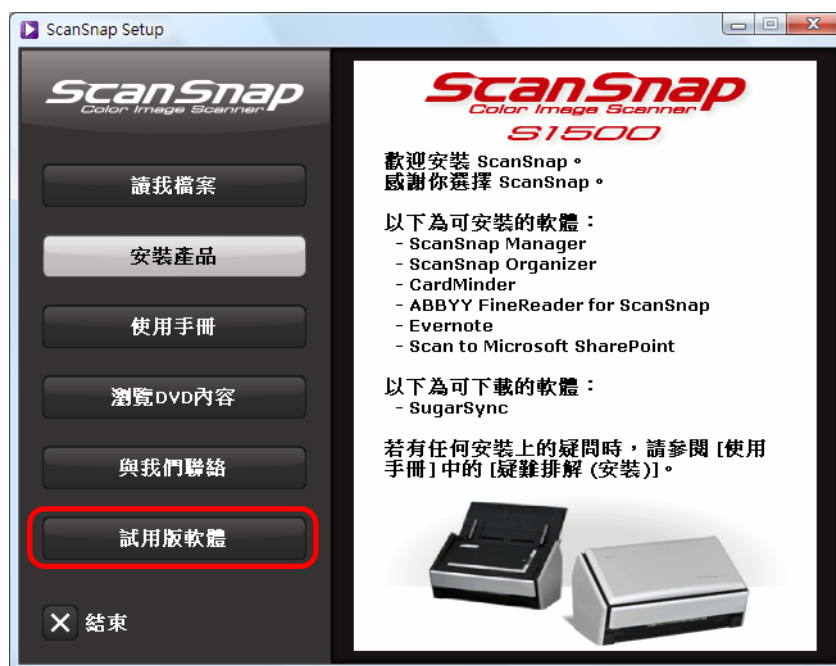 ScanSnap Setup
ScanSnap
Color Image Scanner
讀我檔案
安裝產品
使用手冊
瀏覽DVD內容
與我們聯絡
試用版軟體
結束
ScanSnap
Color Image Scanner
S1500
歡迎安裝 ScanSnap。
感謝你選擇 ScanSnap。
以下為可安裝的軟體：
- ScanSnap Manager
- ScanSnap Organizer
- CardMinder
- ABBYY FineReader for ScanSnap
- Evernote
- Scan to Microsoft SharePoint
以下為可下載的軟體：
- SugarSync
若有任何安裝上的疑問時，請參閱 [使用
手冊] 中的 [疑難排解 (安裝)]。